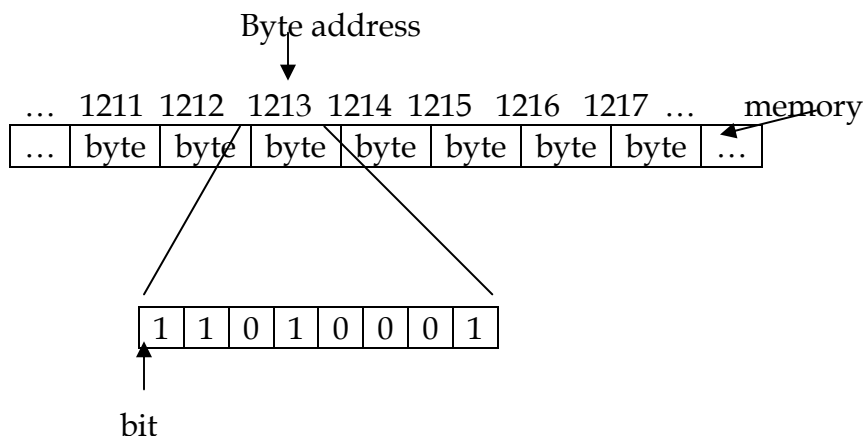 Byte address
… 1211 1212 1213 1214 1215 1216 1217 … memory
… byte byte byte byte byte byte byte …
1 1 0 1 0 0 0 1
bit